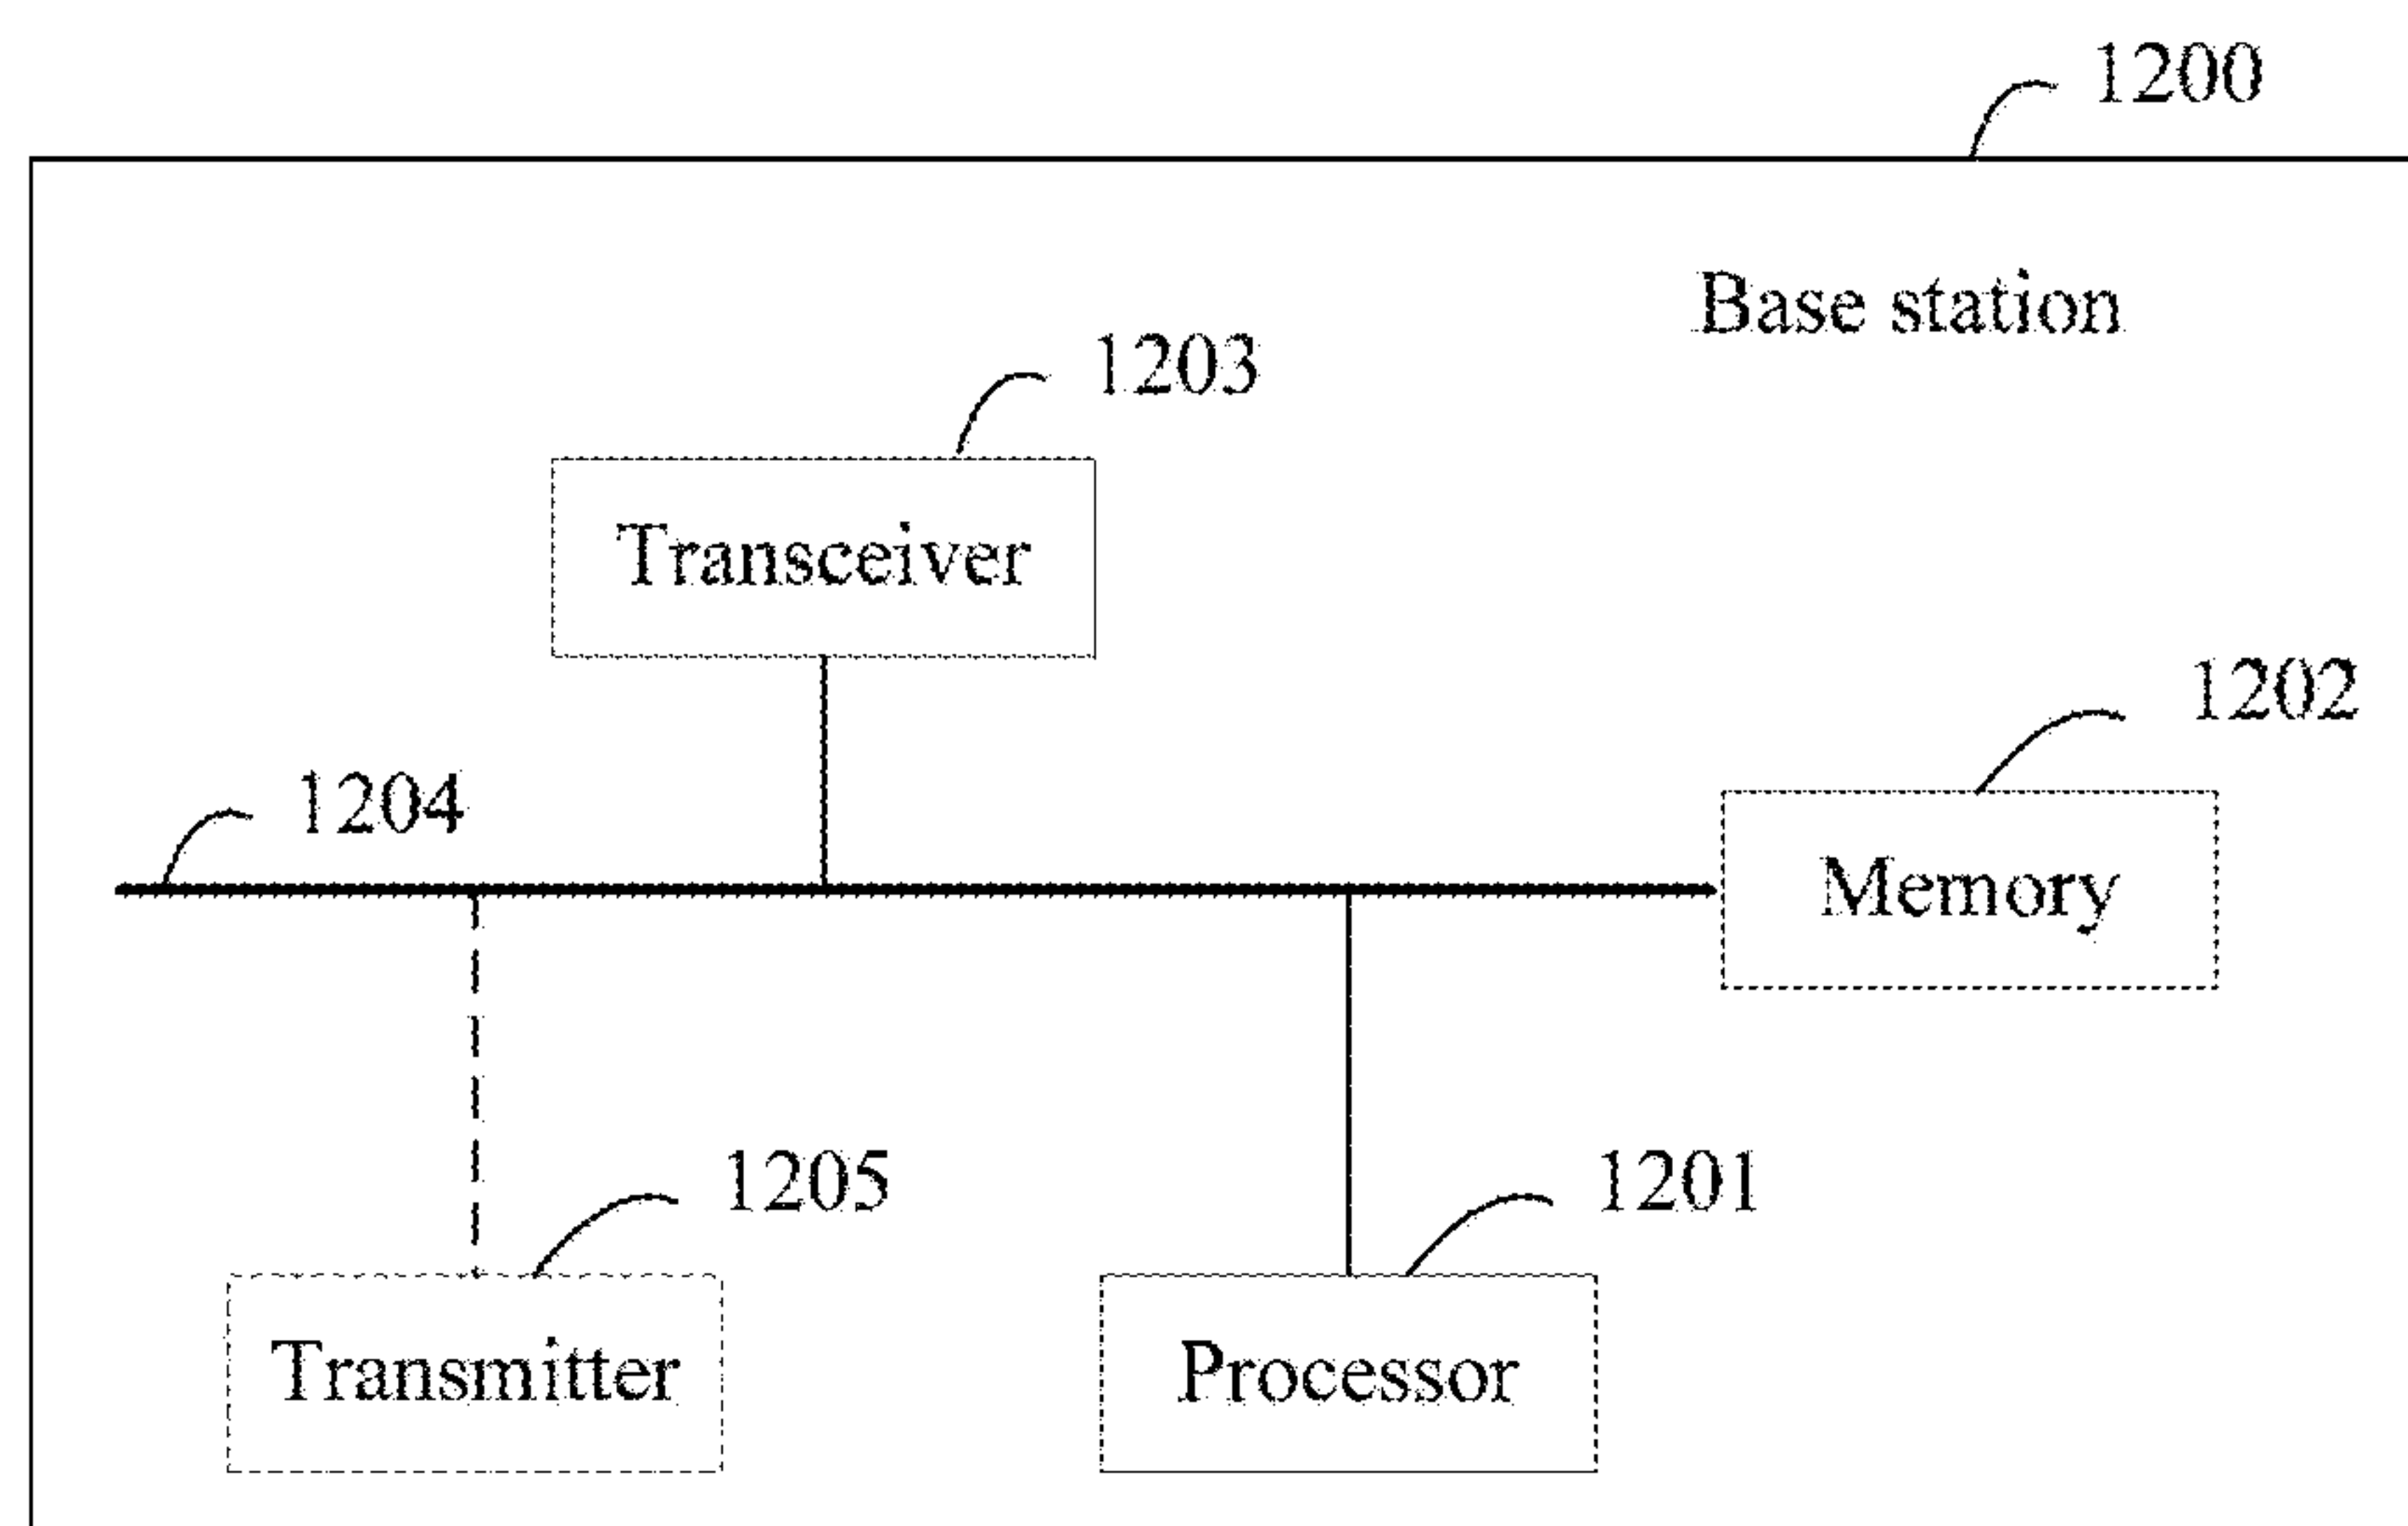 1200
Base station
1203
Transceiver
1202
1204
Memory
1205
1201
Transmitter
Processor